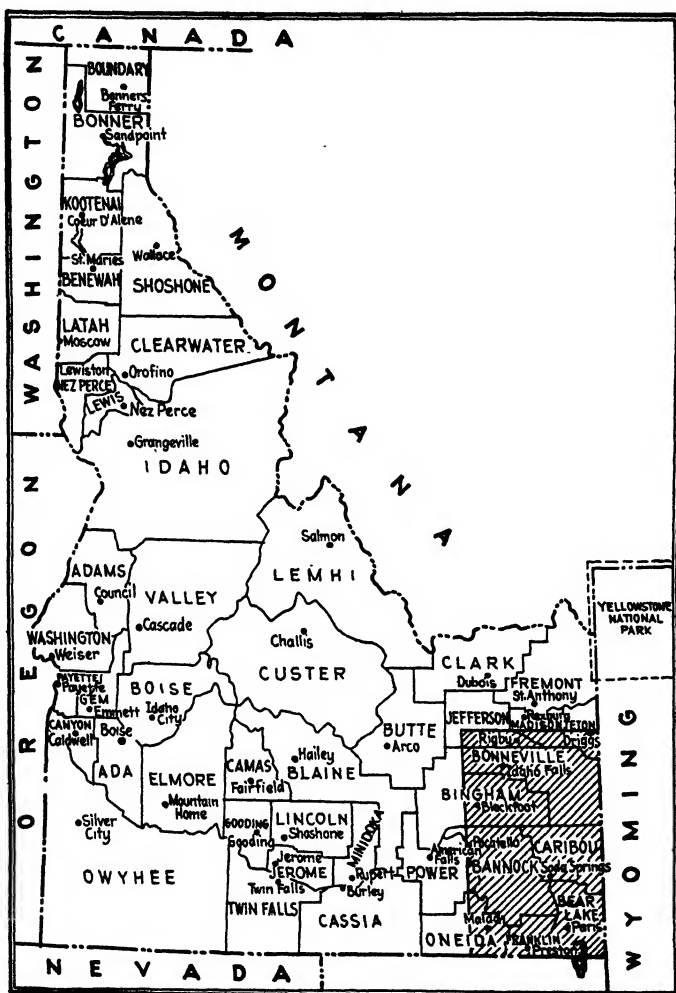 CANADA
WASHINGTON
BOUNDARY
Bonners
Ferry
BONNER
Sandpoint
KOOTENAI
Coeur D'Alene
MONTANA
Wallace
St. Maries
BENEWAH
SHOSHONE
LATAH
Moscow
CLEARWATER
Lewiston
NEZ PERCE
Orofino
LEWIS
Nez Perce
Grangeville
IDAHO
OREGON
Salmon
LEMHI
ADAMS
Council
VALLEY
Cascade
YELLOWSTONE
NATIONAL
PARK
WASHINGTON
Weiser
Challis
CUSTER
CLARK
Dubois
FREMONT
St. Anthony
PAYETTE
Payette
GEM
Emmett
BOISE
Idaho
City
JEFFERSON
Rexburg
MADISON
TETON
CANYON
Caldwell
Boise
ADA
BUTTE
Arco
Rigby
Driggs
BONNEVILLE
Idaho Falls
WYOMING
ELMORE
Mountain
Home
CAMAS
Fairfield
Hailey
BLAINE
BINGHAM
Blackfoot
Silver
City
OWYHEE
GOODING
Gooding
LINCOLN
Shoshone
MINIDOKA
Jerome
JEROME
Rupert
Twin Falls
Burley
TWIN FALLS
CASSIA
American
Falls
POWER
Pocatello
BANNOCK
CARIBOU
Soda Springs
BEAR
LAKE
Paris
Malad
ONEIDA
FRANKLIN
Preston
NEVADA